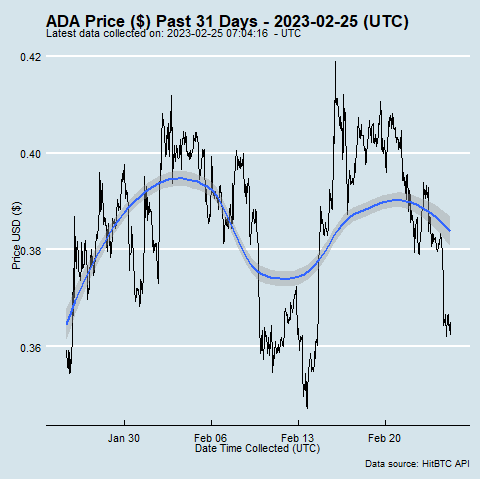 ADA Price ($) Past 31 Days - 2023-02-25 (UTC)
Latest data collected on: 2023-02-25 07:04:16 - UTC
0.42
0.40
0.38
0.36
Price USD ($)
Jan 30 Feb 06 Feb 13 Feb 20
Date Time Collected (UTC)
Data source: HitBTC API